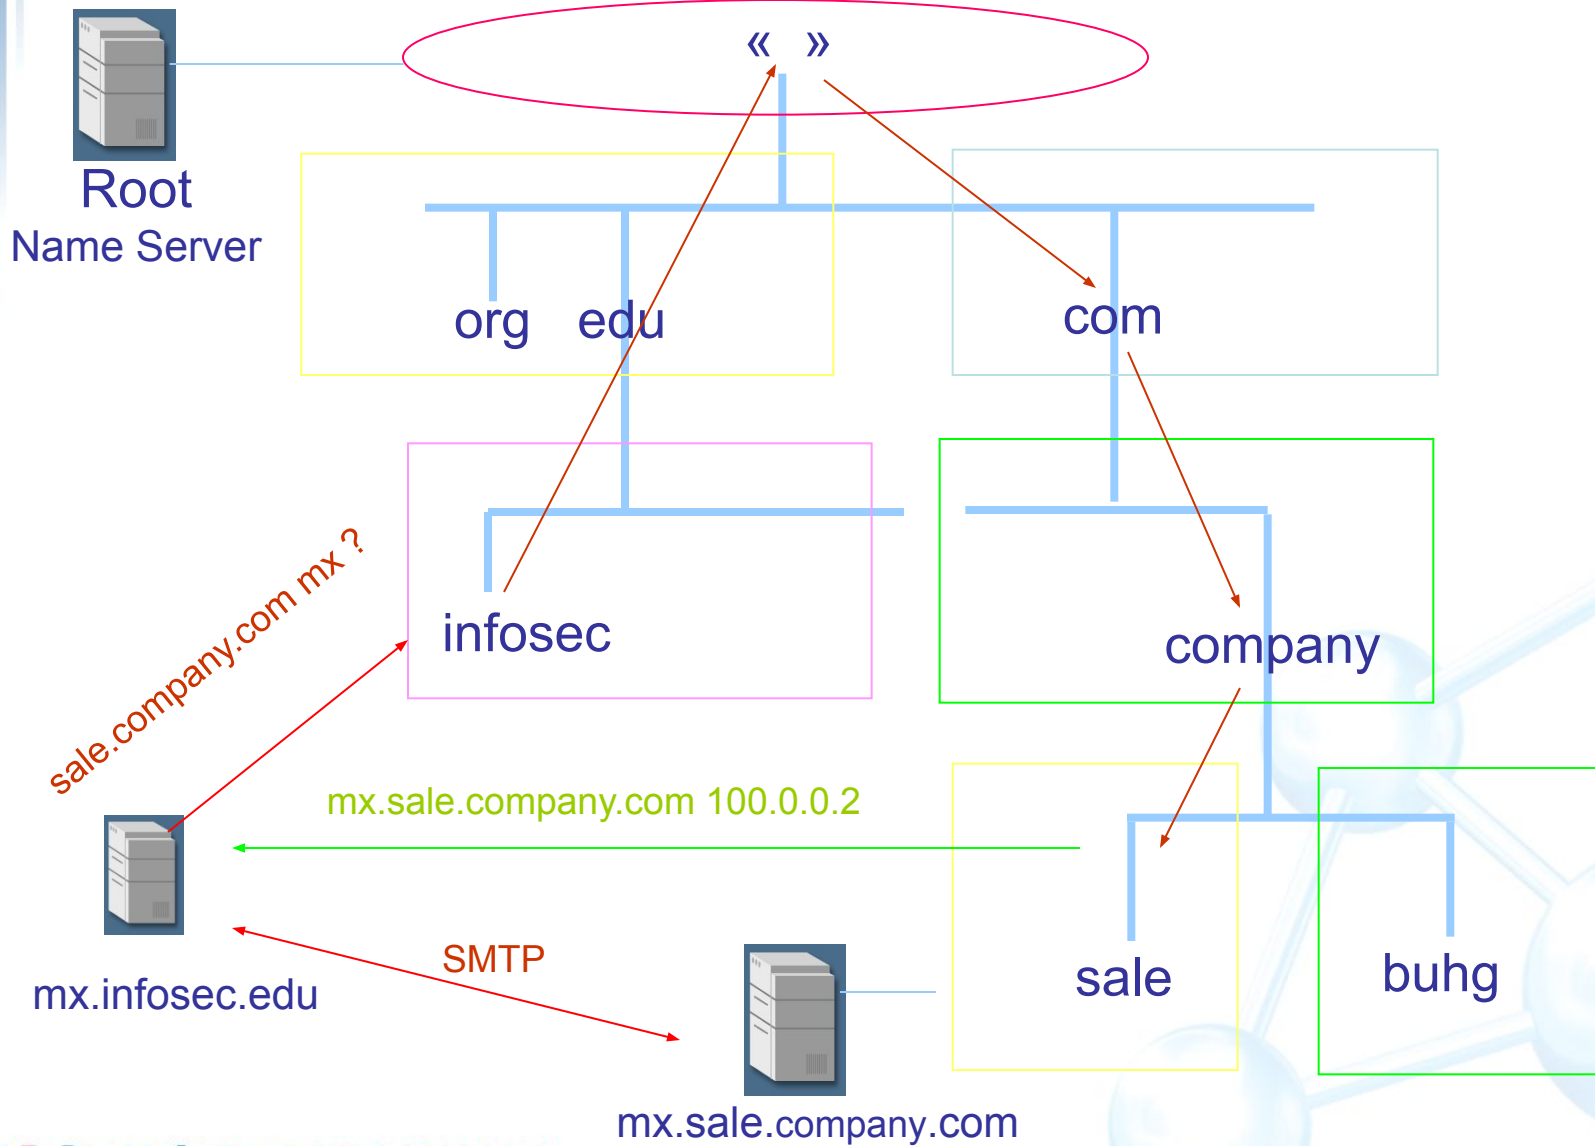 « »
Root
Name Server
org edu
com
sale.company.com mx ?
infosec
company
mx.sale.company.com 100.0.0.2
SMTP
sale
buhg
mx.infosec.edu
mx.sale.company.com